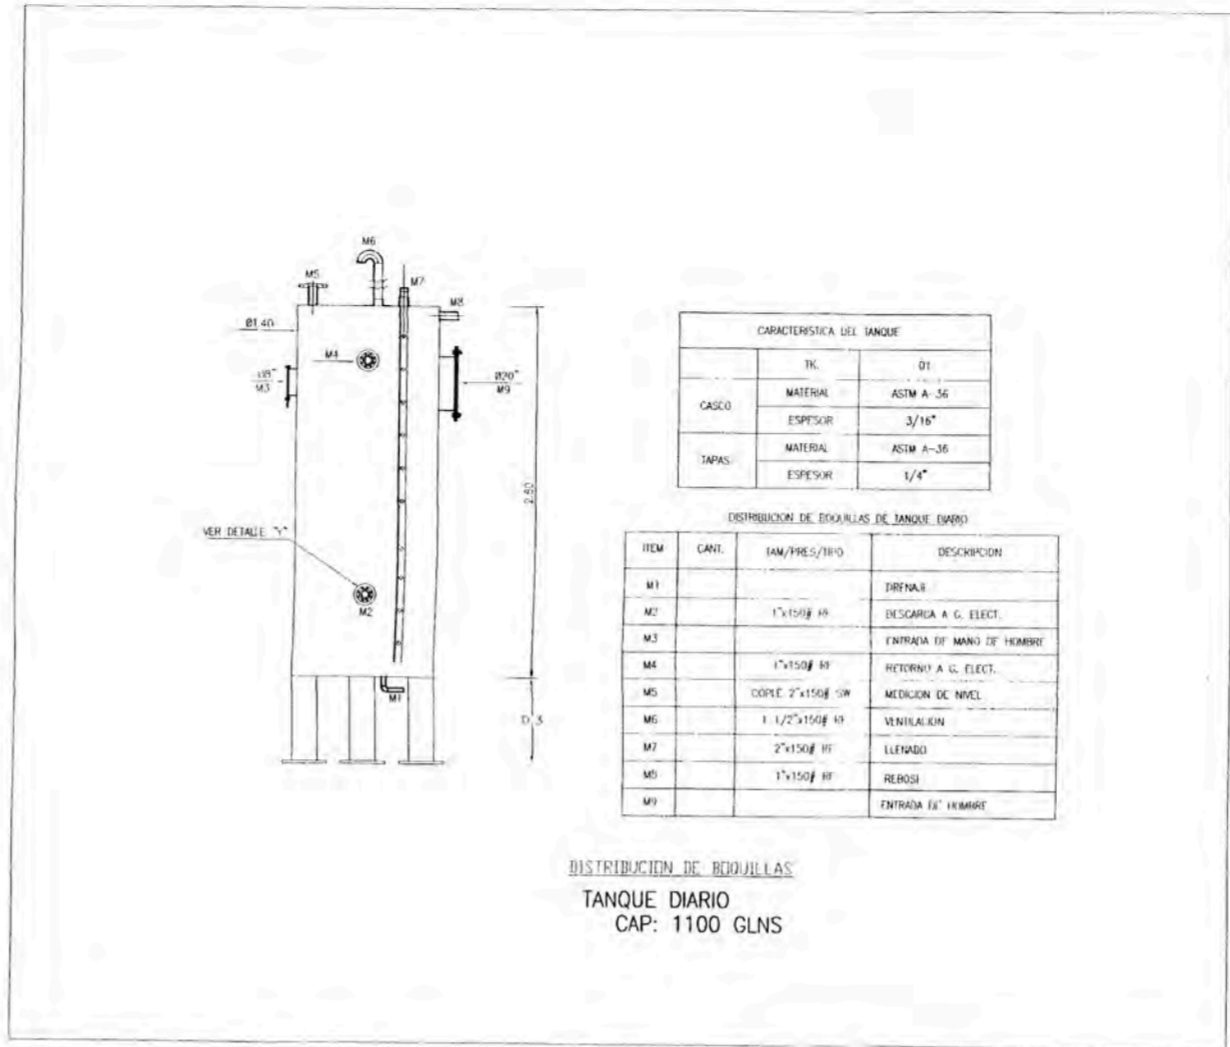 M6
M5
M7
M8
Ø1.40
M4
Ø8"
M3
Ø20"
M9
2.60
VER DETALLE "Y"
M2
M1
CARACTERISTICA DEL TANQUE
TK. 01
CASCO MATERIAL ASTM A-36
ESPESOR 3/16"
TAPAS MATERIAL ASTM A-36
ESPESOR 1/4"
DISTRIBUCION DE BOQUILLAS DE TANQUE DIARIO
ITEM CANT. TAM/PRES/TIPO DESCRIPCION
M1 DRENAJE
M2 1"x150# RF DESCARGA A G. ELECT.
M3 ENTRADA DE MANO DE HOMBRE
M4 1"x150# RF RETORNO A G. ELECT.
M5 COPLE 2"x150# SW MEDICION DE NIVEL
M6 1 1/2"x150# RF VENTILACION
M7 2"x150# RF LLENADO
1"x150# RF REBOSE
M9 ENTRADA DE HOMBRE
DISTRIBUCION DE BOQUILLAS
TANQUE DIARIO
CAP: 1100 GLNS